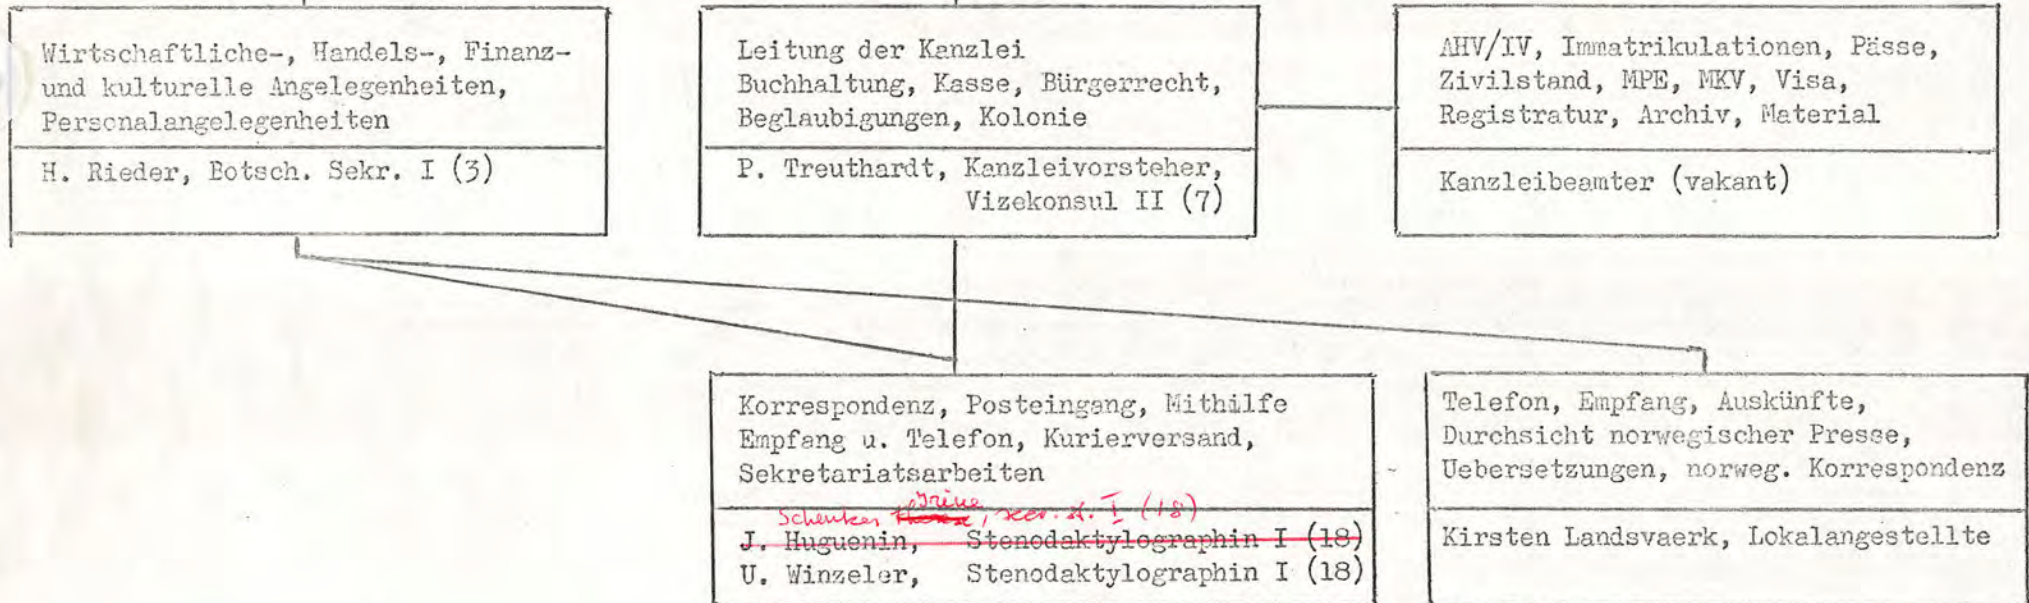 Wirtschaftliche-, Handels-, Finanz-
und kulturelle Angelegenheiten,
Personalangelegenheiten
H. Rieder, Botsch. Sekr. I (3)
Leitung der Kanzlei
Buchhaltung, Kasse, Bürgerrecht,
Beglaubigungen, Kolonie
P. Treuthardt, Kanzleivorsteher,
Vizekonsul II (7)
AHV/IV, Immatrikulationen, Pässe,
Zivilstand, MPE, MKV, Visa,
Registratur, Archiv, Material
Kanzleibeamter (vakant)
Korrespondenz, Posteingang, Mithilfe
Empfang u. Telefon, Kurierversand,
Sekretariatsarbeiten
Irène
Schenker, I (18)
J. Huguenin, Stenodaktylographin I (18)
U. Winzeler, Stenodaktylographin I (18)
Telefon, Empfang, Auskünfte,
Durchsicht norwegischer Presse,
Uebersetzungen, norweg. Korrespondenz
Kirsten Landsvaerk, Lokalangestellte